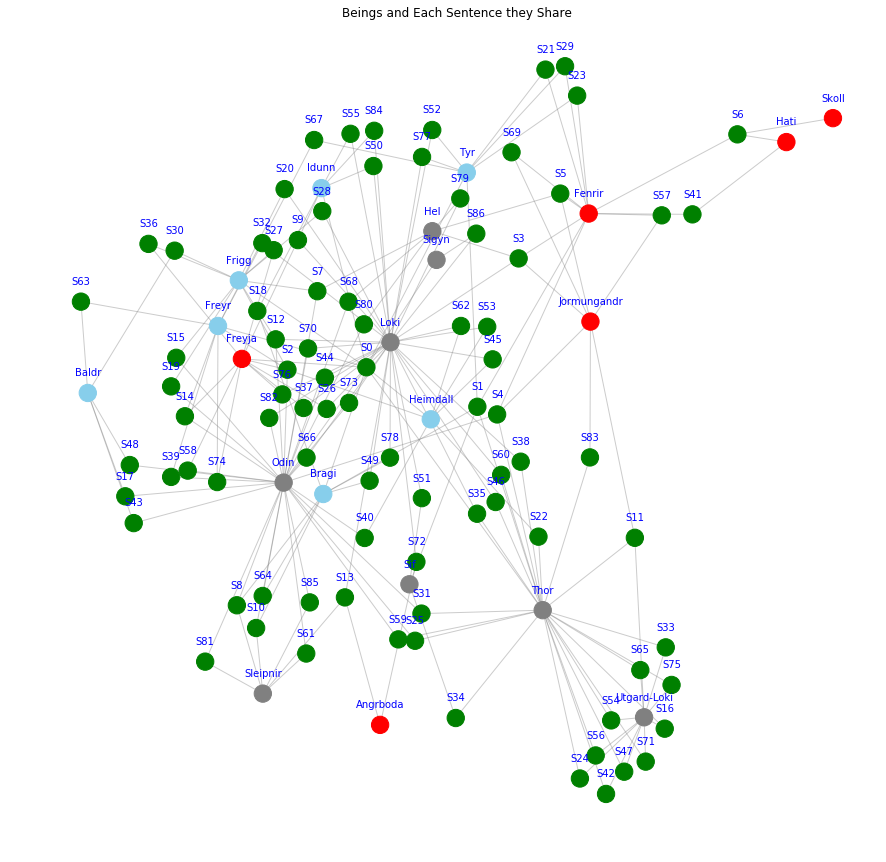 Beings and Each Sentence they Share
S29
S21
S23
Skoll
S6
Hati
S52
S84
S55
S67
S77
Tyr
S69
S50
Idunn
S20
S5
S79
Fenrir
S57
S41
S28
Hel
S86
S36
S30
S32
S27
S9
Sigyn
S3
Frigg
S7
S68
S63
S18
Freyr
Jormungandr
S80
Loki
S62
S53
S12
S15
Freyja
S70
S0
S45
S2
S19
S44
Baldr
S76
S37
S26
S73
Heimdall
S1
S4
S14
S82
S48
S66
S78
S83
S38
S58
S39
S74
Odin
S49
S60
S17
Bragi
S51
S46
S43
S35
S40
S22
S11
S72
Sif
S64
S8
S85
S13
Thor
S31
S10
S59
S25
S33
S61
S81
S65
S75
Sleipnir
Utgard-Loki
Angrboda
S34
S54
S16
S56
S71
S47
S24
S42